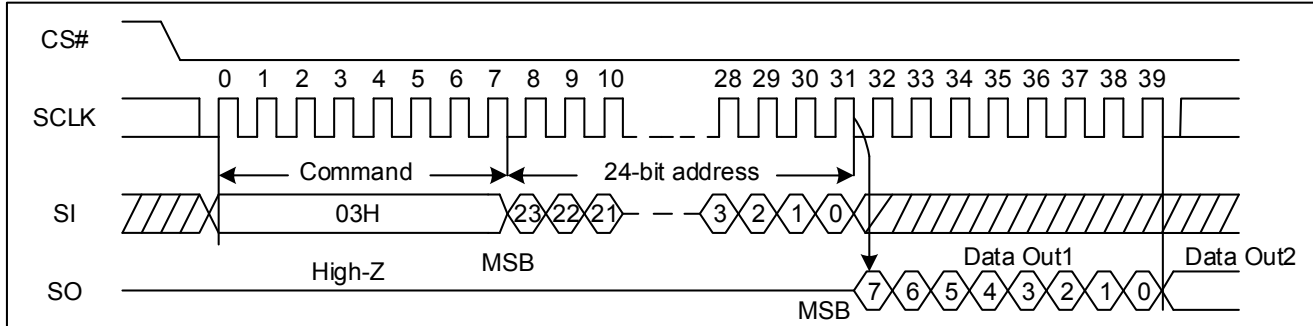 CS#
0 1 2 3 4 5 6 7 8 9 10 28 29 30 31 32 33 34 35 36 37 38 39
SCLK
Command 24-bit address
SI 03H 23 22 21 3 2 1 0
High-Z MSB Data Out1 Data Out2
SO MSB 7 6 5 4 3 2 1 0